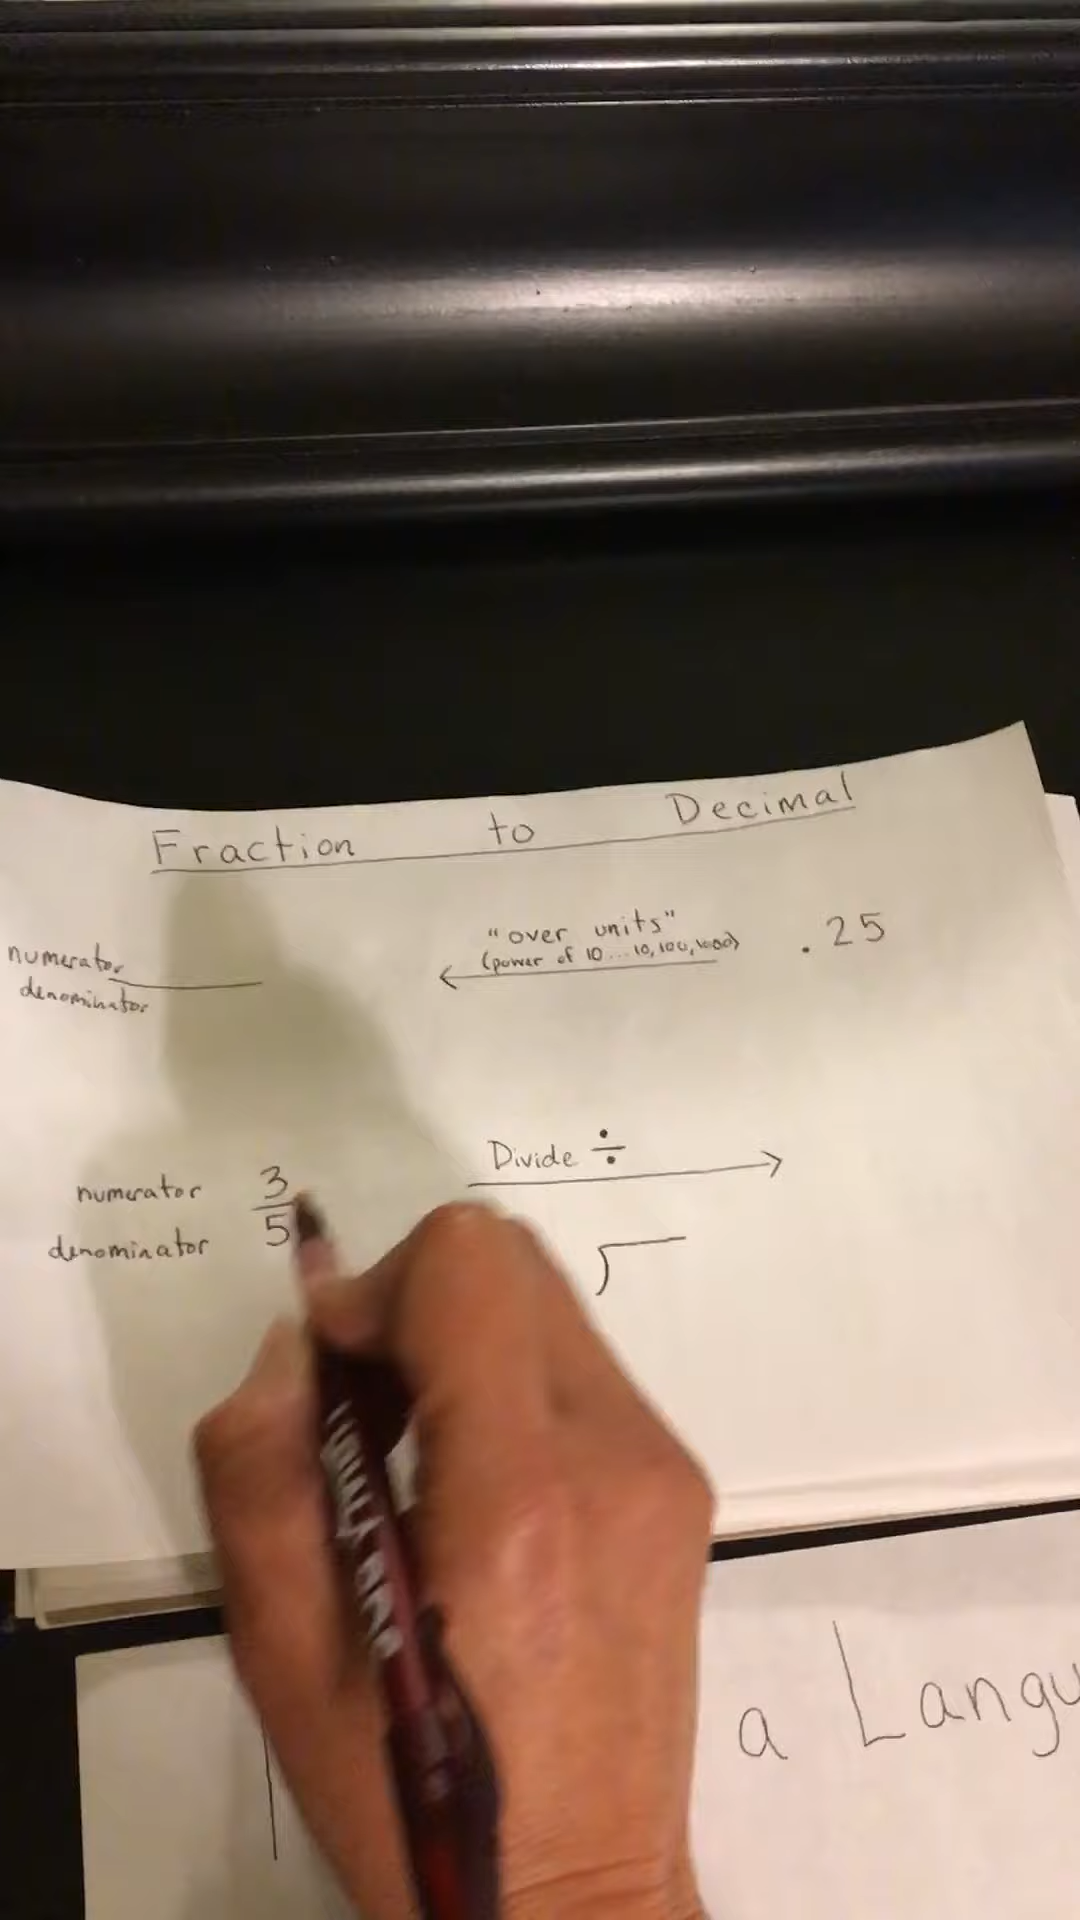 Fraction to Decimal
"over units"
(power of 10...10,100,1000)
.25
numerator
denominator
Divide ÷
numerator 3
denominator 5
a Langu